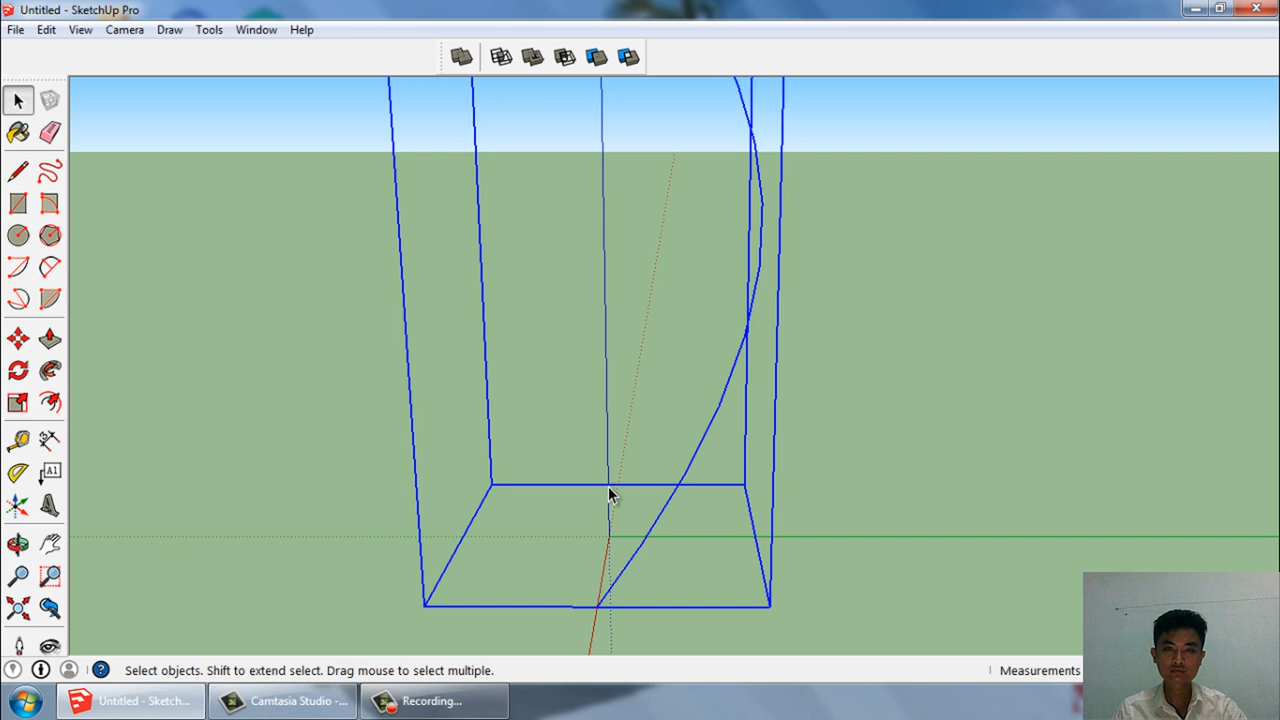 Untitled - SketchUp Pro
File Edit View Camera Draw Tools Window Help
A1
Select objects. Shift to extend select. Drag mouse to select multiple.
Measurements
Untitled - Sketch...
Camtasia Studio -...
Recording...